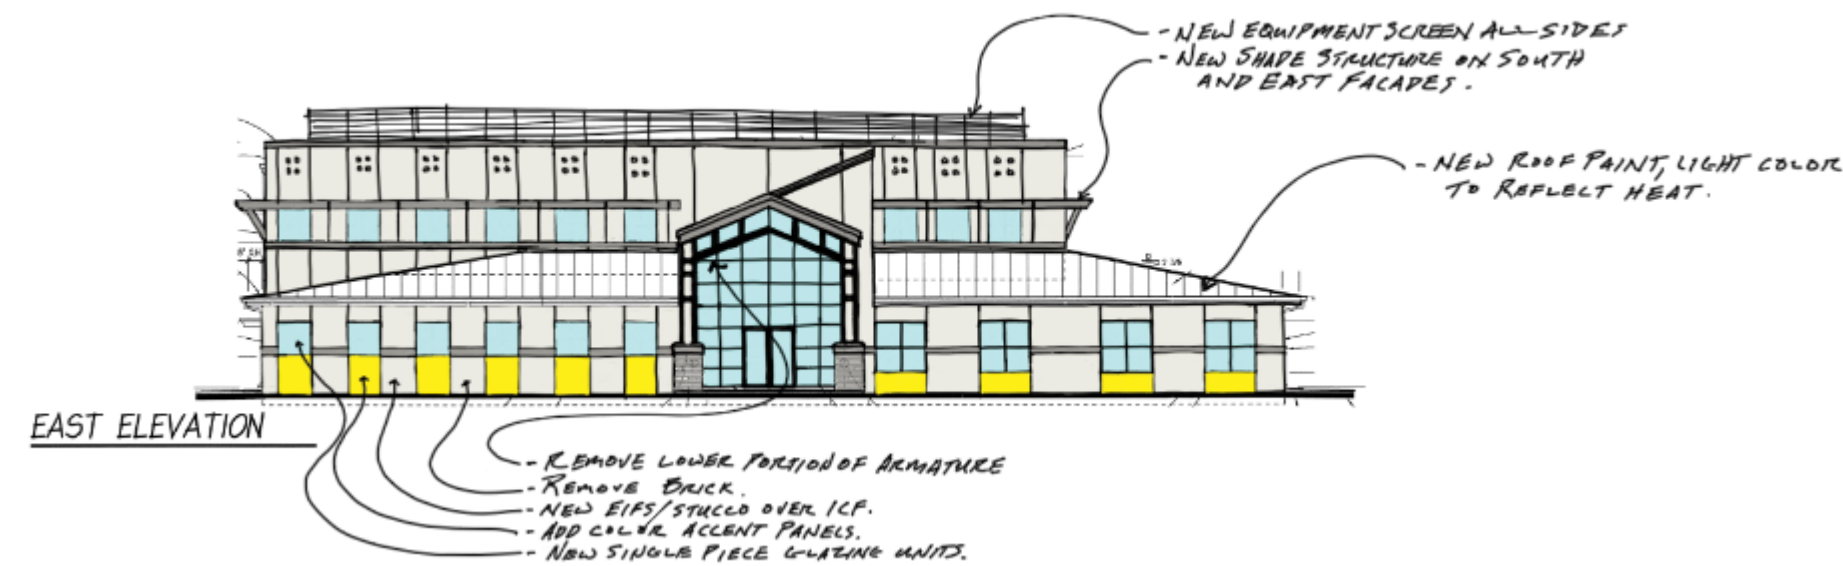 - NEW EQUIPMENT SCREEN ALL SIDES
- NEW SHADE STRUCTURE ON SOUTH
AND EAST FACADES.
- NEW ROOF PAINT, LIGHT COLOR
TO REFLECT HEAT.
EAST ELEVATION
- REMOVE LOWER PORTION OF ARMATURE
- REMOVE BRICK.
- NEW EIFS/STUCCO OVER ICF.
- ADD COLOR ACCENT PANELS.
- NEW SINGLE PIECE GLAZING UNITS.